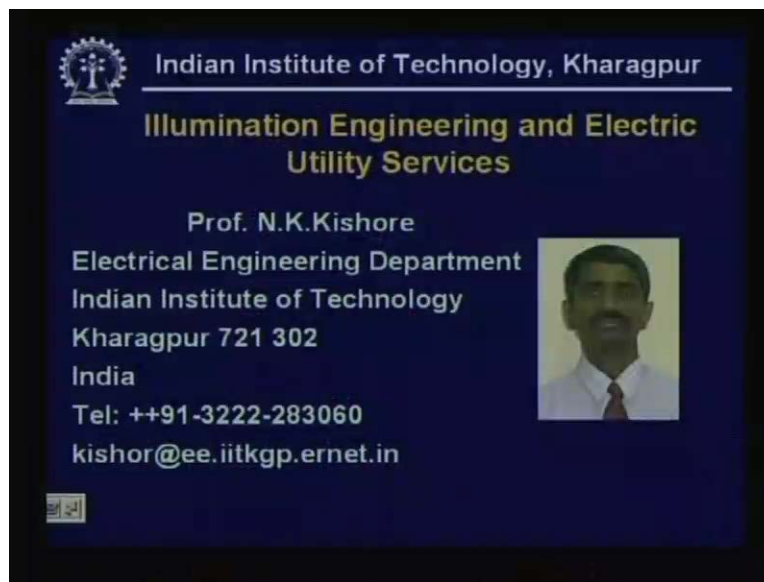 Indian Institute of Technology, Kharagpur
Illumination Engineering and Electric
Utility Services
Prof. N.K.Kishore
Electrical Engineering Department
Indian Institute of Technology
Kharagpur 721 302
India
Tel: ++91-3222-283060
kishor@ee.iitkgp.ernet.in